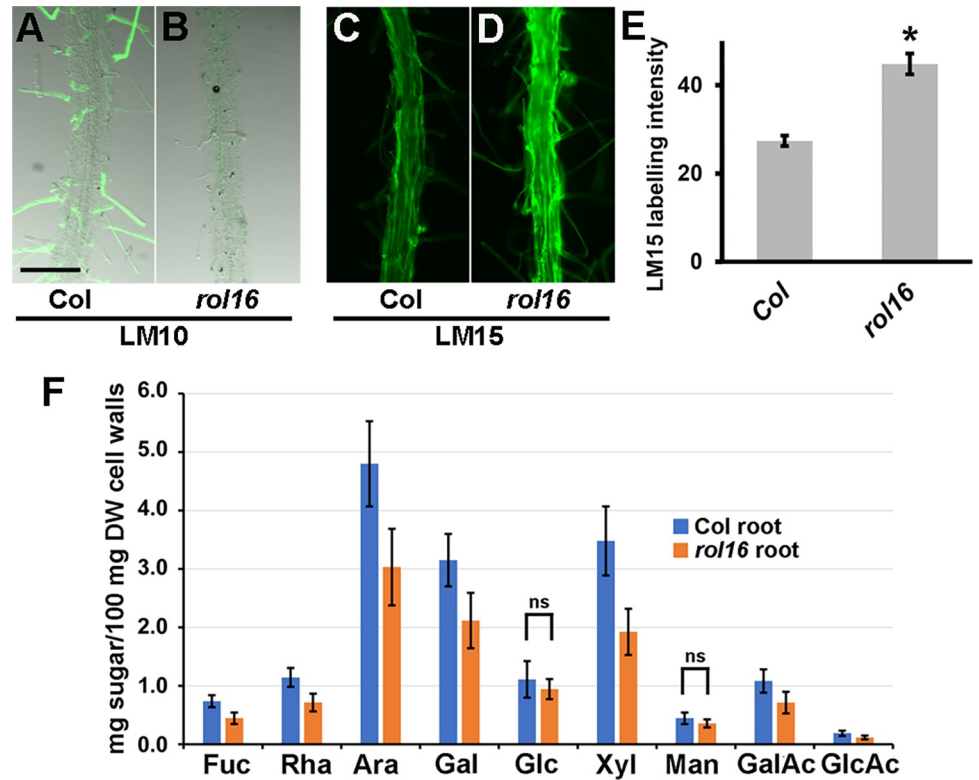 A
B
Col
rol16
LM10
C
D
Col
rol16
LM15
E
*
LM15 labelling intensity
40
20
0
Col
rol16
F
mg sugar/100 mg DW cell walls
6.0
5.0
4.0
3.0
2.0
1.0
0.0
Col root
rol16 root
ns
ns
Fuc Rha Ara Gal Glc Xyl Man GalAc GlcAc